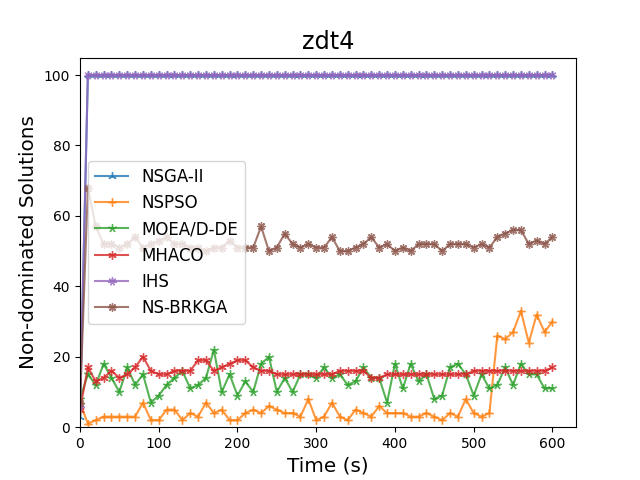 zdt4
Non-dominated Solutions
100
80
60
40
20
0
NSGA-II
NSPSO
MOEA/D-DE
MHACO
IHS
NS-BRKGA
0 100 200 300 400 500 600
Time (s)